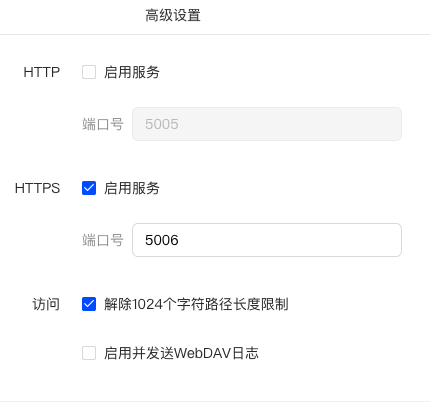 高级设置
HTTP 启用服务
端口号 5005
HTTPS 启用服务
端口号 5006
访问 解除1024个字符路径长度限制
启用并发送WebDAV日志